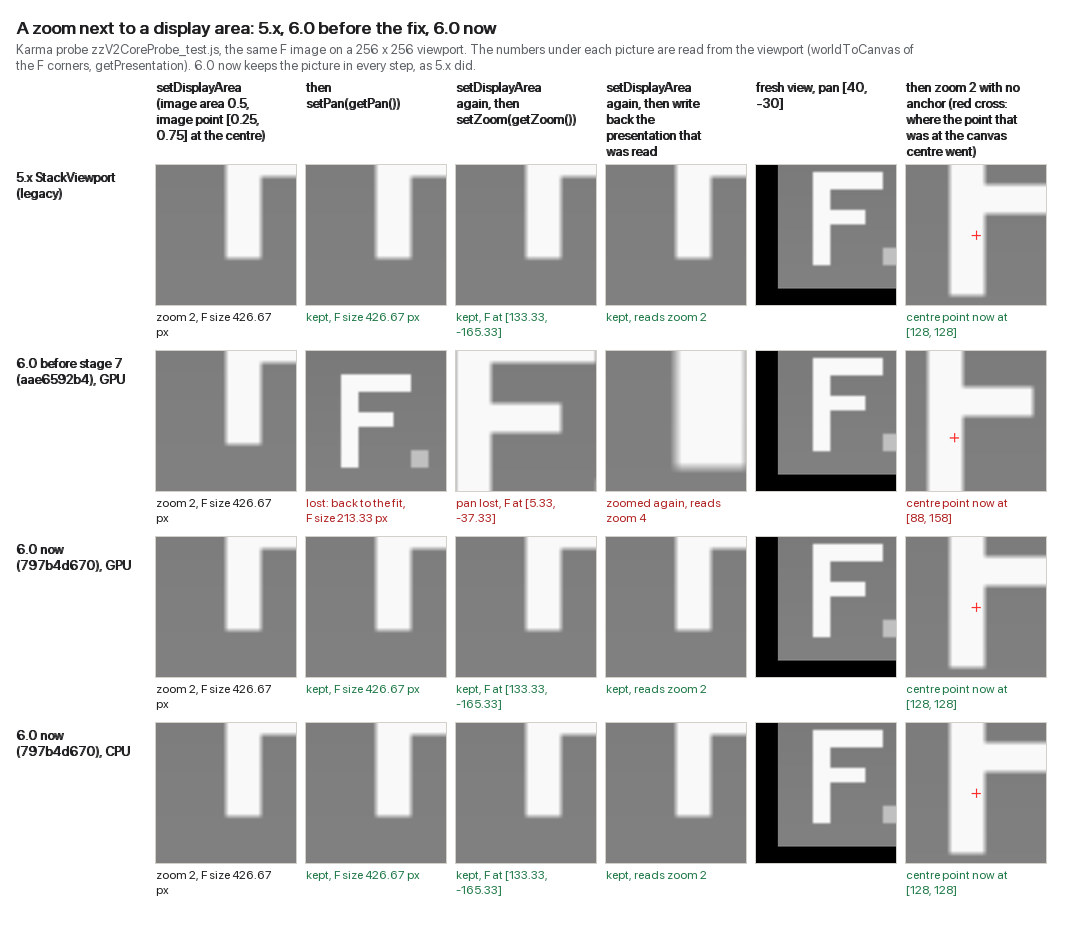 A zoom next to a display area: 5.x, 6.0 before the fix, 6.0 now
Karma probe zzV2CoreProbe_test.js, the same F image on a 256 x 256 viewport. The numbers under each picture are read from the viewport (worldToCanvas of
the F corners, getPresentation). 6.0 now keeps the picture in every step, as 5.x did.
setDisplayArea
(image area 0.5,
image point [0.25,
0.75] at the centre)
then
setPan(getPan())
setDisplayArea
again, then
setZoom(getZoom())
setDisplayArea
again, then write
back the
presentation that
was read
fresh view, pan [40,
-30]
then zoom 2 with no
anchor (red cross:
where the point that
was at the canvas
centre went)
5.x StackViewport
(legacy)
zoom 2, F size 426.67
px
kept, F size 426.67 px
kept, F at [133.33,
-165.33]
kept, reads zoom 2
centre point now at
[128, 128]
6.0 before stage 7
(aae6592b4), GPU
zoom 2, F size 426.67
px
lost: back to the fit,
F size 213.33 px
pan lost, F at [5.33,
-37.33]
zoomed again, reads
zoom 4
centre point now at
[88, 158]
6.0 now
(797b4d670), GPU
zoom 2, F size 426.67
px
kept, F size 426.67 px
kept, F at [133.33,
-165.33]
kept, reads zoom 2
centre point now at
[128, 128]
6.0 now
(797b4d670), CPU
zoom 2, F size 426.67
px
kept, F size 426.67 px
kept, F at [133.33,
-165.33]
kept, reads zoom 2
centre point now at
[128, 128]